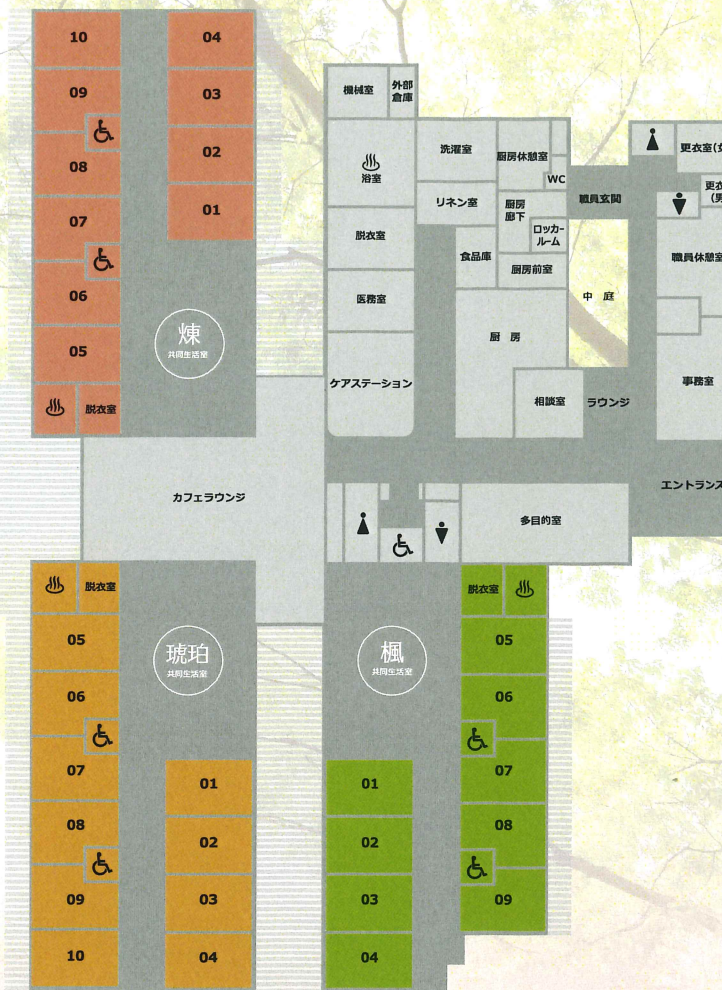 10
09
08
07
06
05
脱衣室
04
03
02
01
煉
共同生活室
機械室
外部
倉庫
浴室
脱衣室
医務室
ケアステーション
洗濯室
リネン室
厨房休憩室
WC
厨房
廊下
ロッカー
ルーム
食品庫
厨房前室
厨 房
相談室
職員玄関
中 庭
ラウンジ
更衣室(女
更衣
(男
職員休憩室
事務室
エントランス
カフェラウンジ
多目的室
脱衣室
05
06
07
08
09
10
琥珀
共同生活室
01
02
03
04
楓
共同生活室
01
02
03
04
脱衣室
05
06
07
08
09